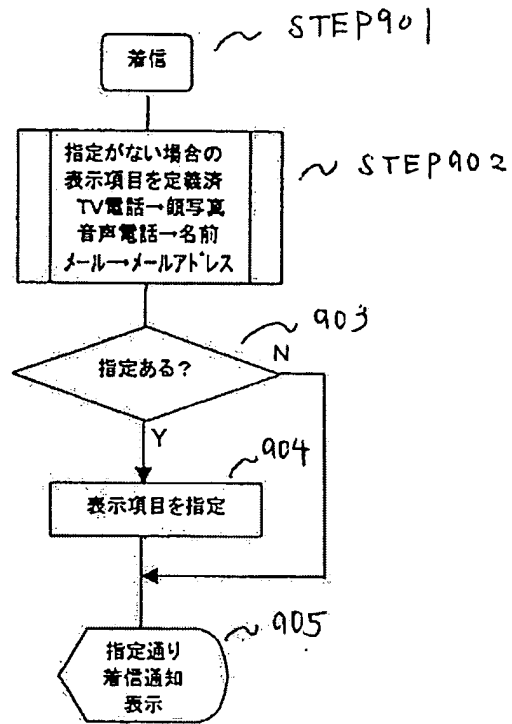 着信
STEP901
指定がない場合の
表示項目を定義済
TV電話→顔写真
音声電話→名前
メール→メールアドレス
STEP902
903
指定ある?
N
Y
904
表示項目を指定
905
指定通り
着信通知
表示